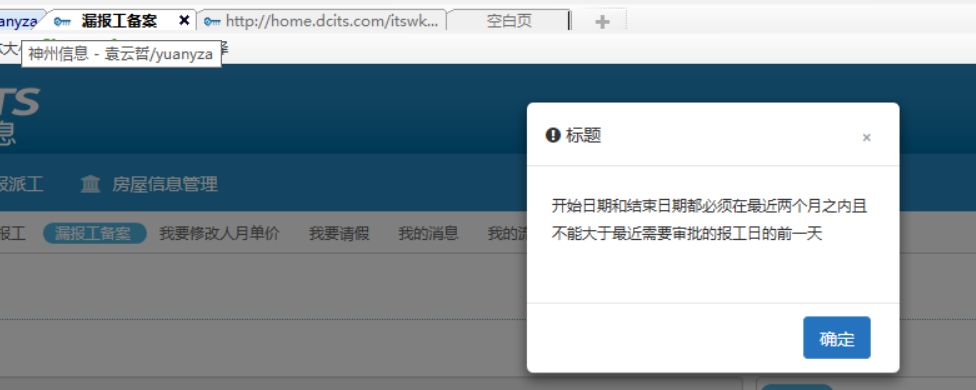 anyza 漏报工备案 http://home.dcits.com/itswk... 空白页
神州信息 - 袁云哲/yuanyza
TS
息
标题
报派工 房屋信息管理
开始日期和结束日期都必须在最近两个月之内且
不能大于最近需要审批的报工日的前一天
报工 漏报工备案 我要修改人月单价 我要请假 我的消息 我的流
确定